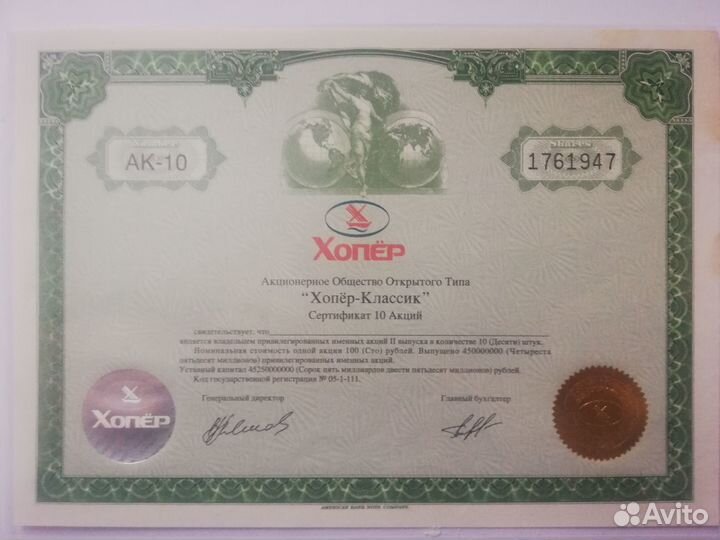 Number
AK-10
Shares
1761947
ХОПЁР
Акционерное Общество Открытого Типа
“Хопёр-Классик”
Сертификат 10 Акций
свидетельствует, что
является владельцем привилегированных именных акций II выпуска в количестве 10 (Десяти) штук.
Номинальная стоимость одной акции 100 (Сто) рублей. Выпущено 450000000 (Четыреста
пятьдесят миллионов) привилегированных именных акций.
Уставный капитал 45250000000 (Сорок пять миллиардов двести пятьдесят миллионов) рублей.
Код государственной регистрации № 05-1-111.
Генеральный директор
Главный бухгалтер
ХОПЁР
AMERICAN BANK NOTE COMPANY
Avito